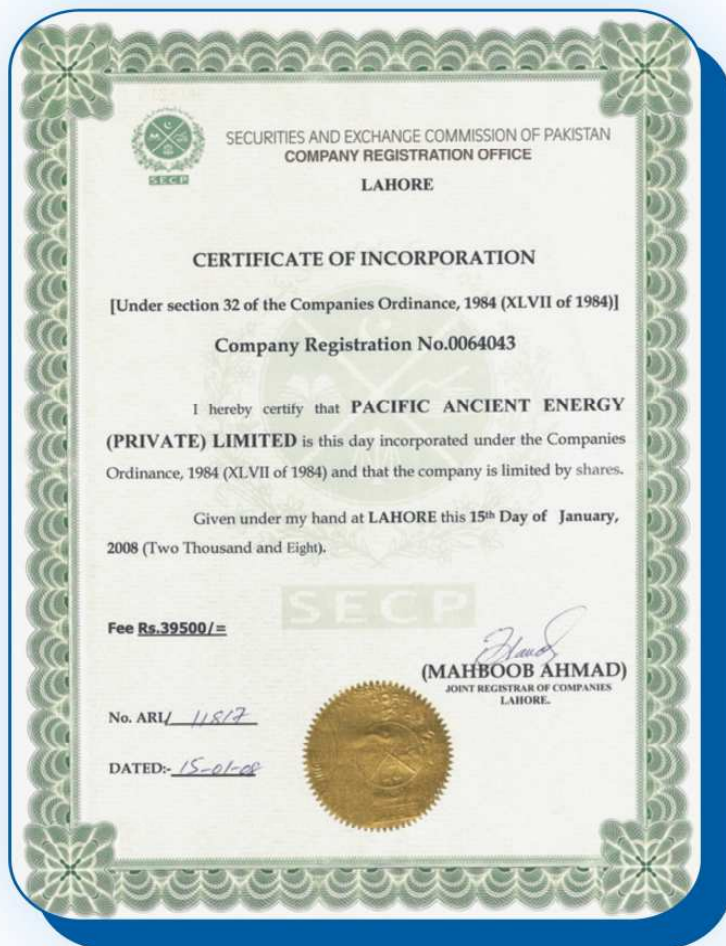 SECP
SECURITIES AND EXCHANGE COMMISSION OF PAKISTAN
COMPANY REGISTRATION OFFICE
LAHORE
CERTIFICATE OF INCORPORATION
[Under section 32 of the Companies Ordinance, 1984 (XLVII of 1984)]
Company Registration No.0064043
I hereby certify that PACIFIC ANCIENT ENERGY
(PRIVATE) LIMITED is this day incorporated under the Companies
Ordinance, 1984 (XLVII of 1984) and that the company is limited by shares.
Given under my hand at LAHORE this 15th Day of January,
2008 (Two Thousand and Eight).
SECP
Fee Rs.39500/=
(MAHBOOB AHMAD)
JOINT REGISTRAR OF COMPANIES
LAHORE.
No. ARL/ 11817
DATED:- 15-01-08